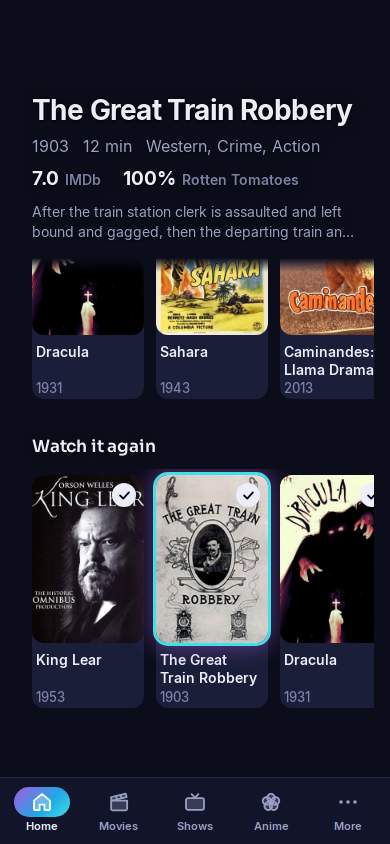 The Great Train Robbery
1903 12 min Western, Crime, Action
7.0 IMDb 100% Rotten Tomatoes
After the train station clerk is assaulted and left
bound and gagged, then the departing train an...
SAHARA
A COLUMBIA PICTURE
Caminande
Dracula
1931
Sahara
1943
Caminandes:
Llama Drama
2013
Watch it again
ORSON WELLES
KING LEAR
THE HISTORIC
OMNIBUS
PRODUCTION
THE GREAT TRAIN
ROBBERY
DRACULA
King Lear
1953
The Great
Train Robbery
1903
Dracula
1931
Home
Movies
Shows
Anime
More